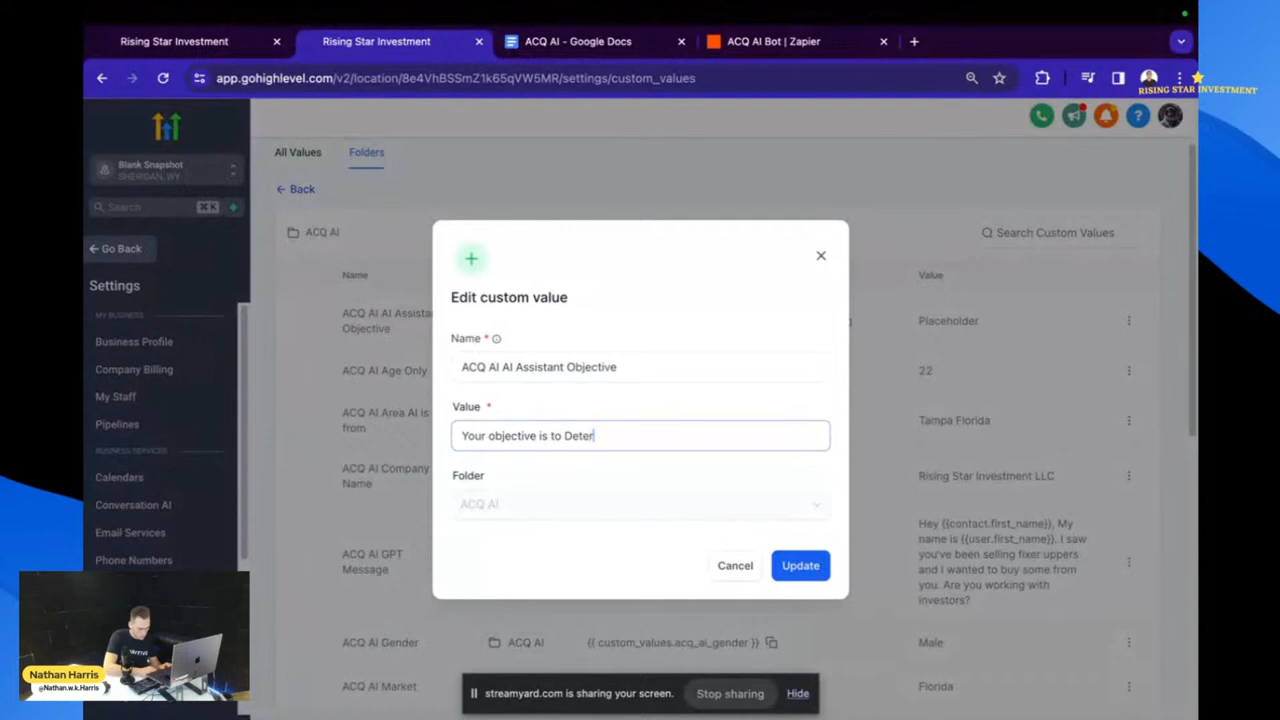 Rising Star Investment
Rising Star Investment
ACQ AI - Google Docs
ACQ AI Bot | Zapier
app.gohighlevel.com/v2/location/8e4VhBSSmZ1k65qVW5MR/settings/custom_values
RISING STAR INVESTMENT
Blank Snapshot
SHERIDAN, WY
Search
⌘ K
Go Back
Settings
MY BUSINESS
Business Profile
Company Billing
My Staff
Pipelines
BUSINESS SERVICES
Calendars
Conversation AI
Email Services
Phone Numbers
All Values
Folders
Back
ACQ AI
Search Custom Values
Name
Value
ACQ AI AI Assista
Objective
Placeholder
ACQ AI Age Only
22
ACQ AI Area AI is
from
Tampa Florida
ACQ AI Company
Name
Rising Star Investment LLC
ACQ AI GPT
Message
Hey {{contact.first_name}}, My
name is {{user.first_name}}. I saw
you've been selling fixer uppers
and I wanted to buy some from
you. Are you working with
investors?
ACQ AI Gender
ACQ AI
{{ custom_values.acq_ai_gender }}
Male
ACQ AI Market
Florida
Edit custom value
Name *
ACQ AI AI Assistant Objective
Value *
Your objective is to Deter
Folder
ACQ AI
Cancel
Update
streamyard.com is sharing your screen.
Stop sharing
Hide
Nathan Harris
@Nathan.w.k.Harris